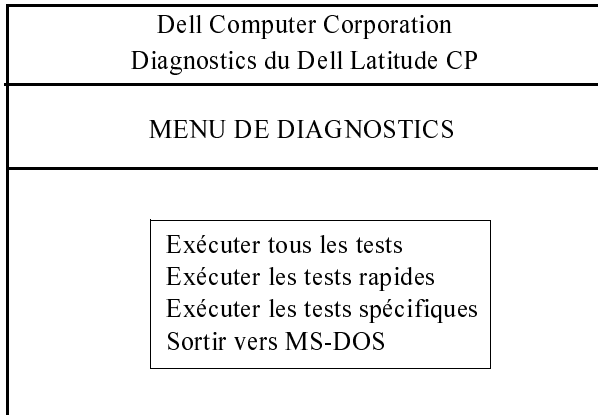 Dell Computer Corporation
Diagnostics du Dell Latitude CP
MENU DE DIAGNOSTICS
Exécuter tous les tests
Exécuter les tests rapides
Exécuter les tests spécifiques
Sortir vers MS-DOS